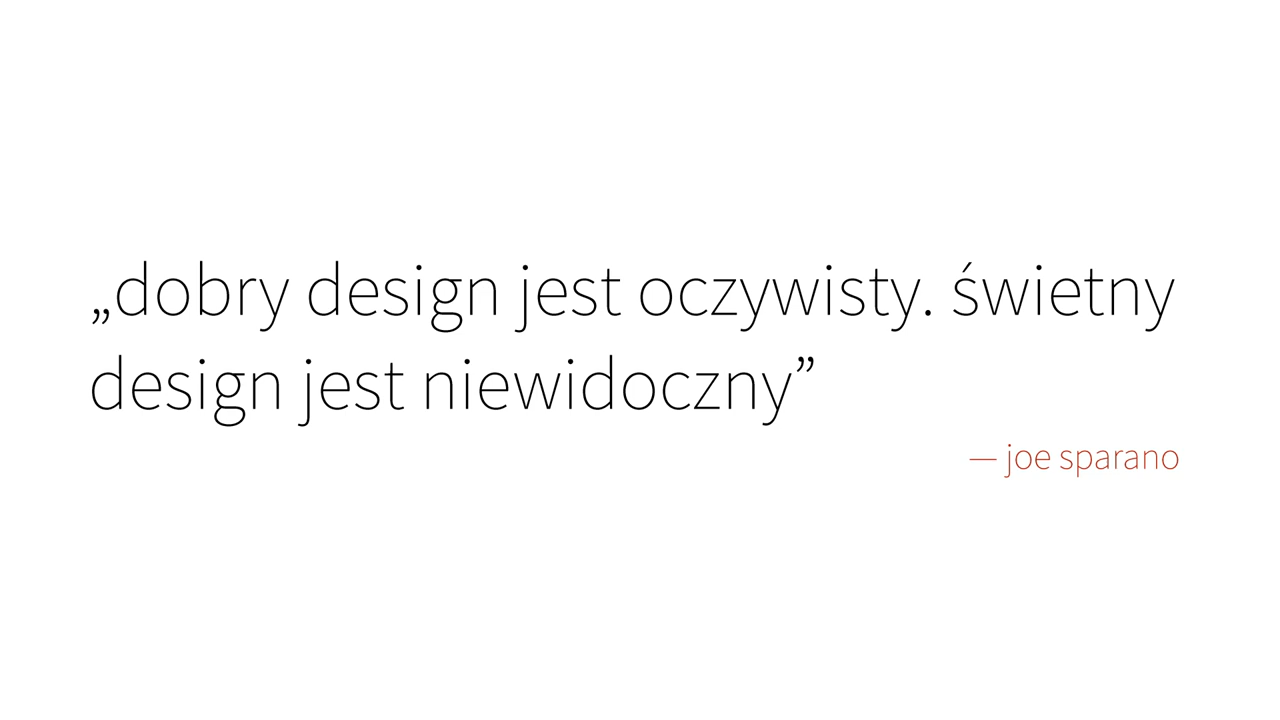 „dobry design jest oczywisty. świetny
design jest niewidoczny”
— joe sparano